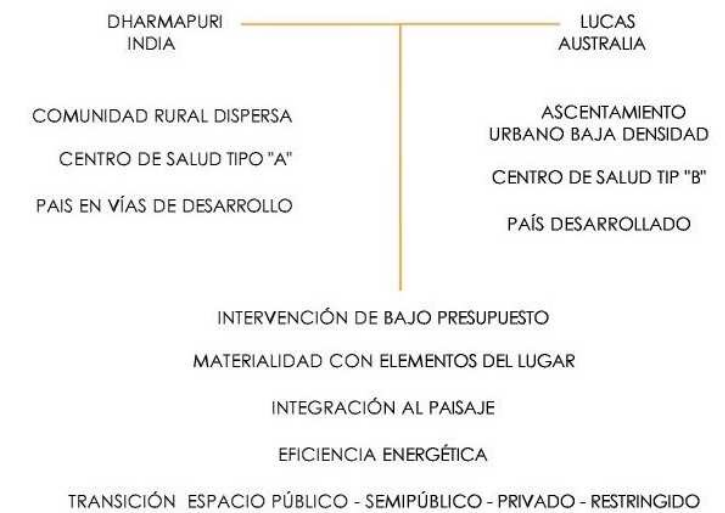 DHARMAPURI
INDIA
LUCAS
AUSTRALIA
COMUNIDAD RURAL DISPERSA
CENTRO DE SALUD TIPO "A"
PAIS EN VÍAS DE DESARROLLO
ASCENTAMIENTO
URBANO BAJA DENSIDAD
CENTRO DE SALUD TIP "B"
PAÍS DESARROLLADO
INTERVENCIÓN DE BAJO PRESUPUESTO
MATERIALIDAD CON ELEMENTOS DEL LUGAR
INTEGRACIÓN AL PAISAJE
EFICIENCIA ENERGÉTICA
TRANSICIÓN ESPACIO PÚBLICO - SEMIPÚBLICO - PRIVADO - RESTRINGIDO